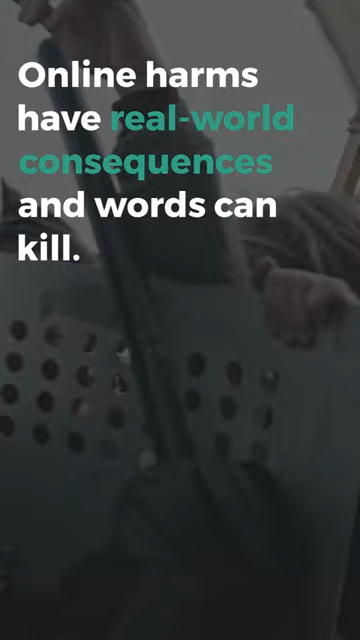 Online harms
have real-world
consequences
and words can
kill.